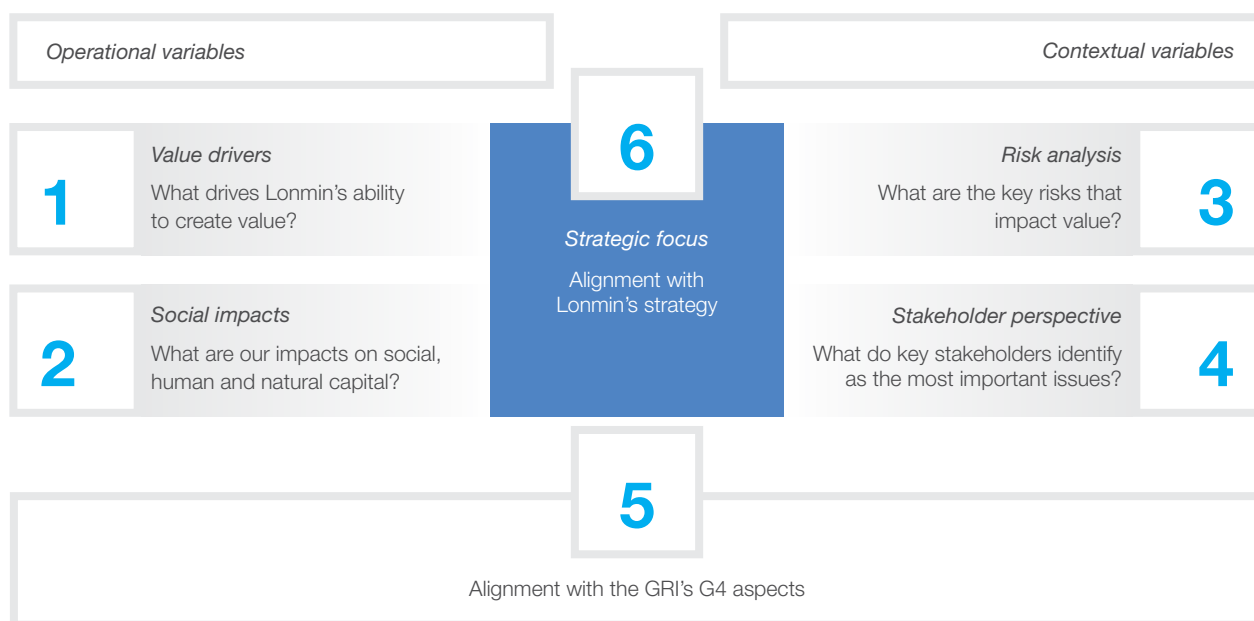 Operational variables
Contextual variables
6
Strategic focus
Alignment with
Lonmin's strategy
1
Value drivers
What drives Lonmin's ability
to create value?
2
Social impacts
What are our impacts on social,
human and natural capital?
Risk analysis
What are the key risks that
impact value?
3
Stakeholder perspective
What do key stakeholders identify
as the most important issues?
4
5
Alignment with the GRI's G4 aspects